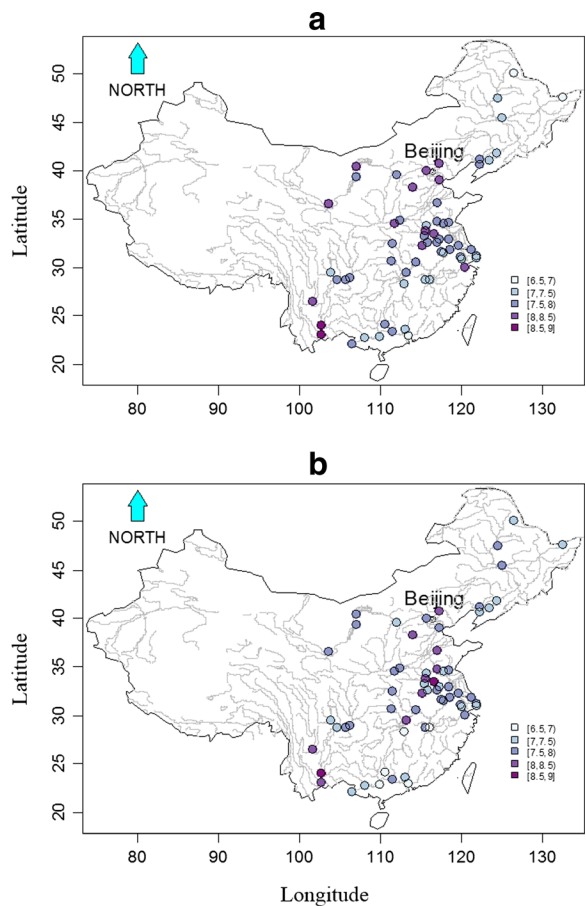 a
NORTH
Beijing
Latitude
50
45
40
35
30
25
20
[6.5,7)
[7,7.5)
[7.5,8)
[8,8.5)
[8.5,9]
80 90 100 110 120 130
b
NORTH
Beijing
Latitude
50
45
40
35
30
25
20
[6.5,7)
[7,7.5)
[7.5,8)
[8,8.5)
[8.5,9]
80 90 100 110 120 130
Longitude